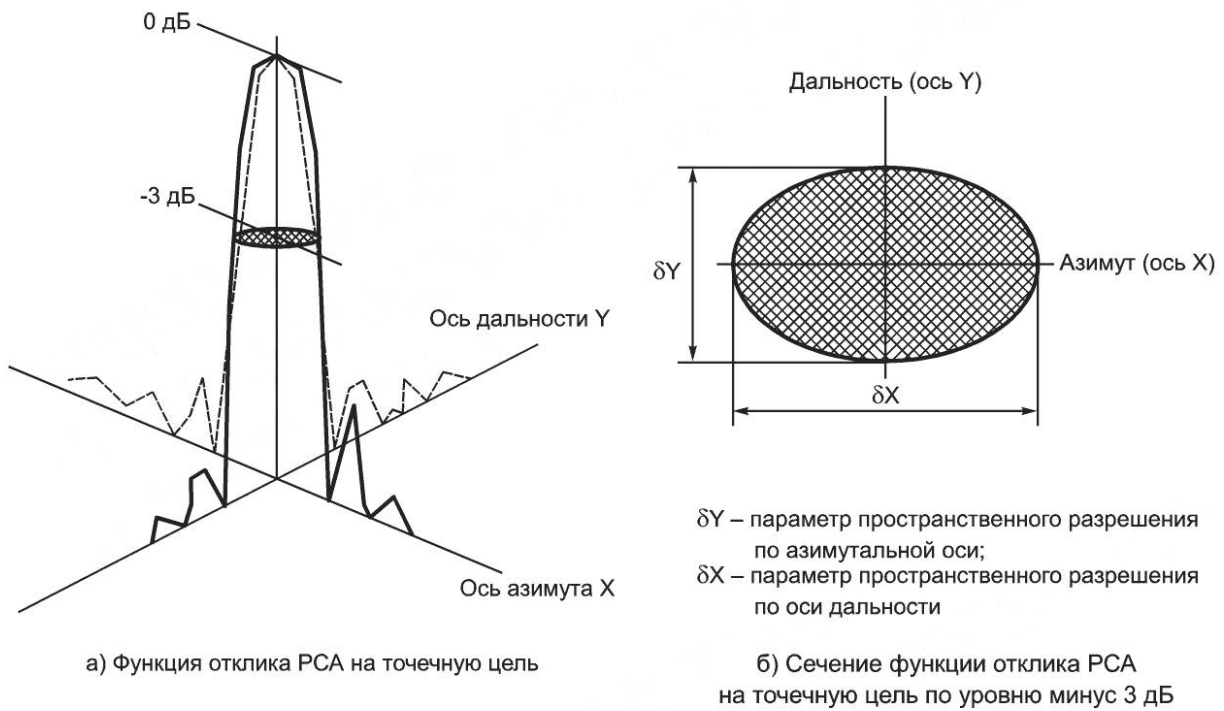 0 дБ
-3 дБ
Ось дальности Y
Ось азимута X
а) Функция отклика РСА на точечную цель
Дальность (ось Y)
Азимут (ось X)
δY
δX
δY – параметр пространственного разрешения
по азимутальной оси;
δX – параметр пространственного разрешения
по оси дальности
б) Сечение функции отклика РСА
на точечную цель по уровню минус 3 дБ